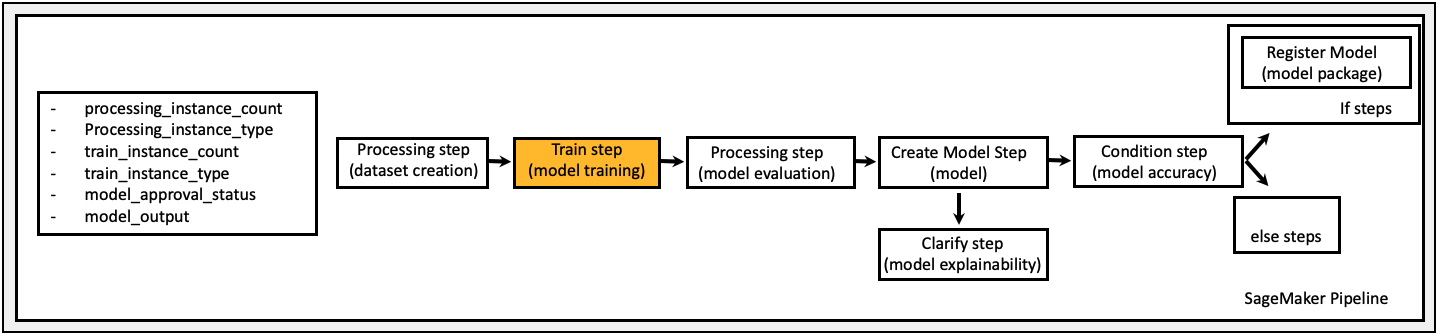 - processing_instance_count
- Processing_instance_type
- train_instance_count
- train_instance_type
- model_approval_status
- model_output
Processing step
(dataset creation)
Train step
(model training)
Processing step
(model evaluation)
Create Model Step
(model)
Clarify step
(model explainability)
Condition step
(model accuracy)
Register Model
(model package)
If steps
else steps
SageMaker Pipeline